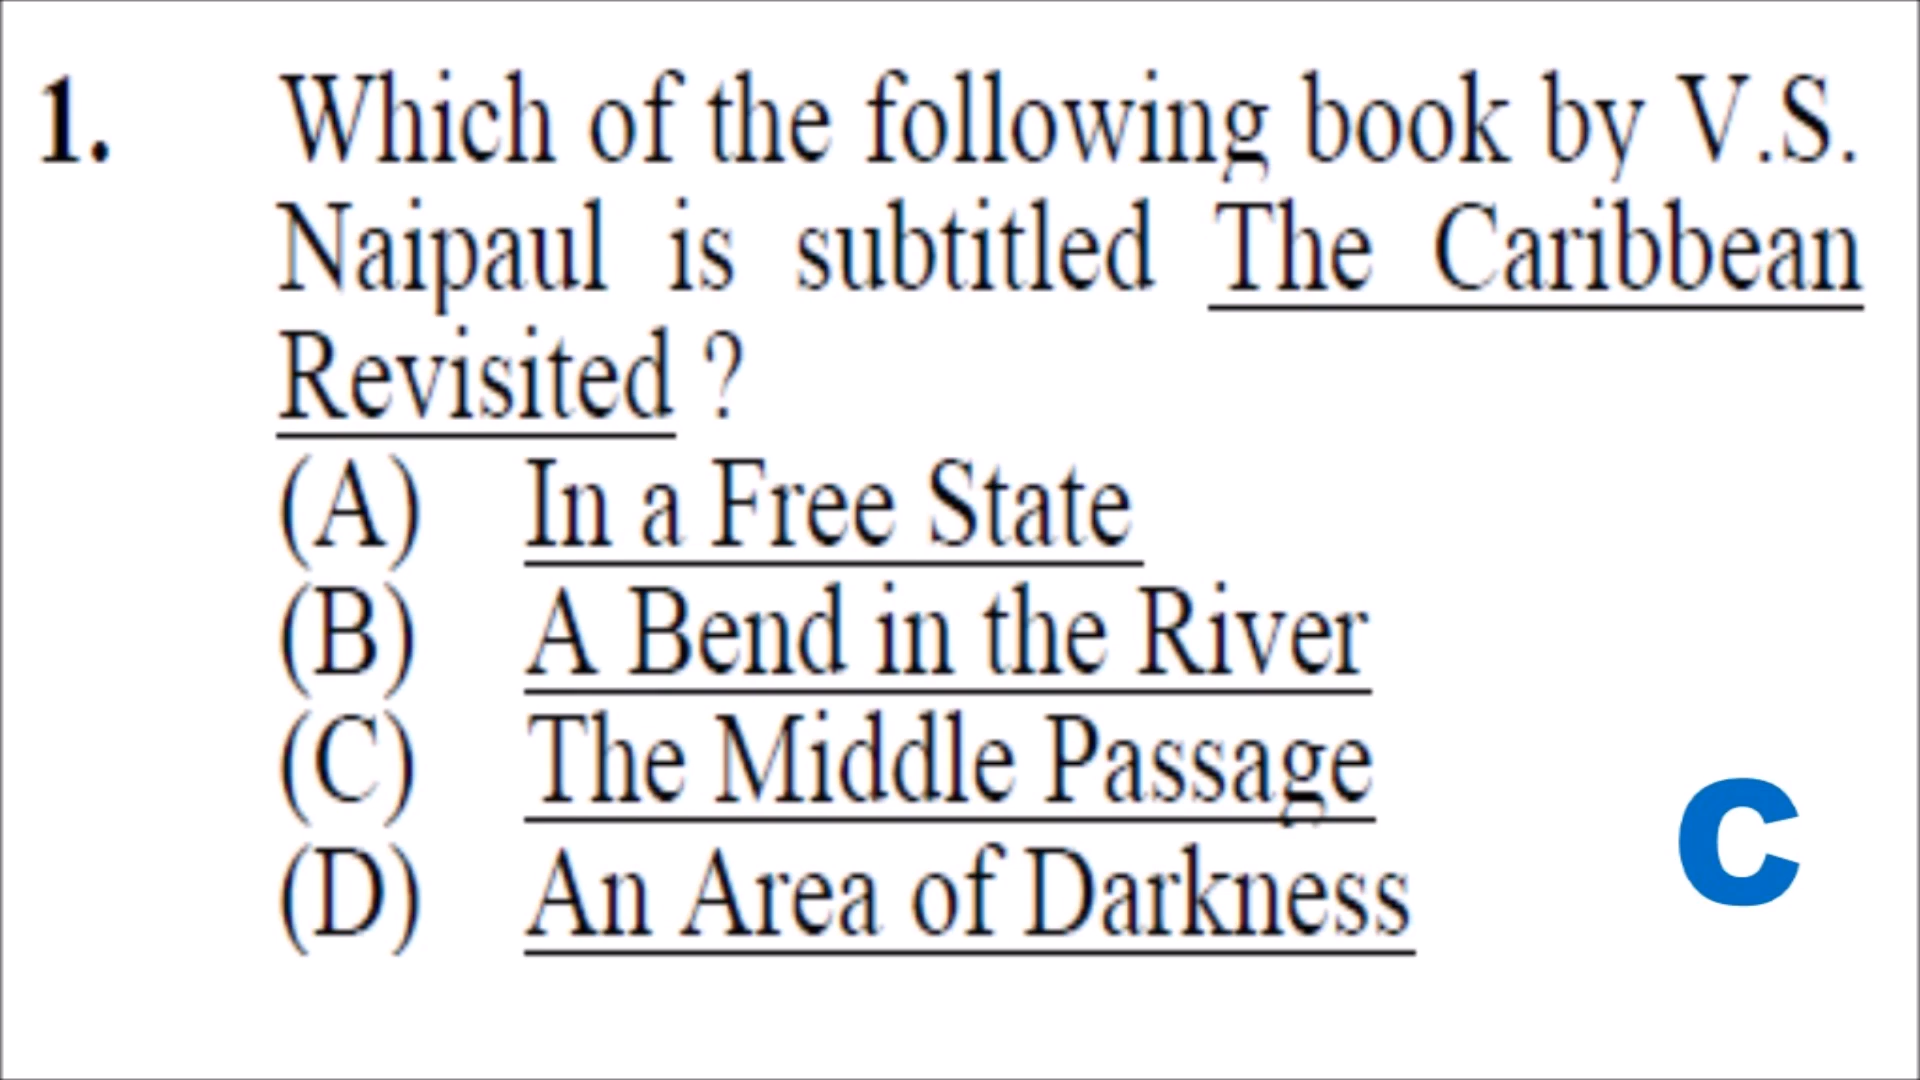 1. Which of the following book by V.S.
Naipaul is subtitled The Caribbean
Revisited ?
(A) In a Free State
(B) A Bend in the River
(C) The Middle Passage
(D) An Area of Darkness
C